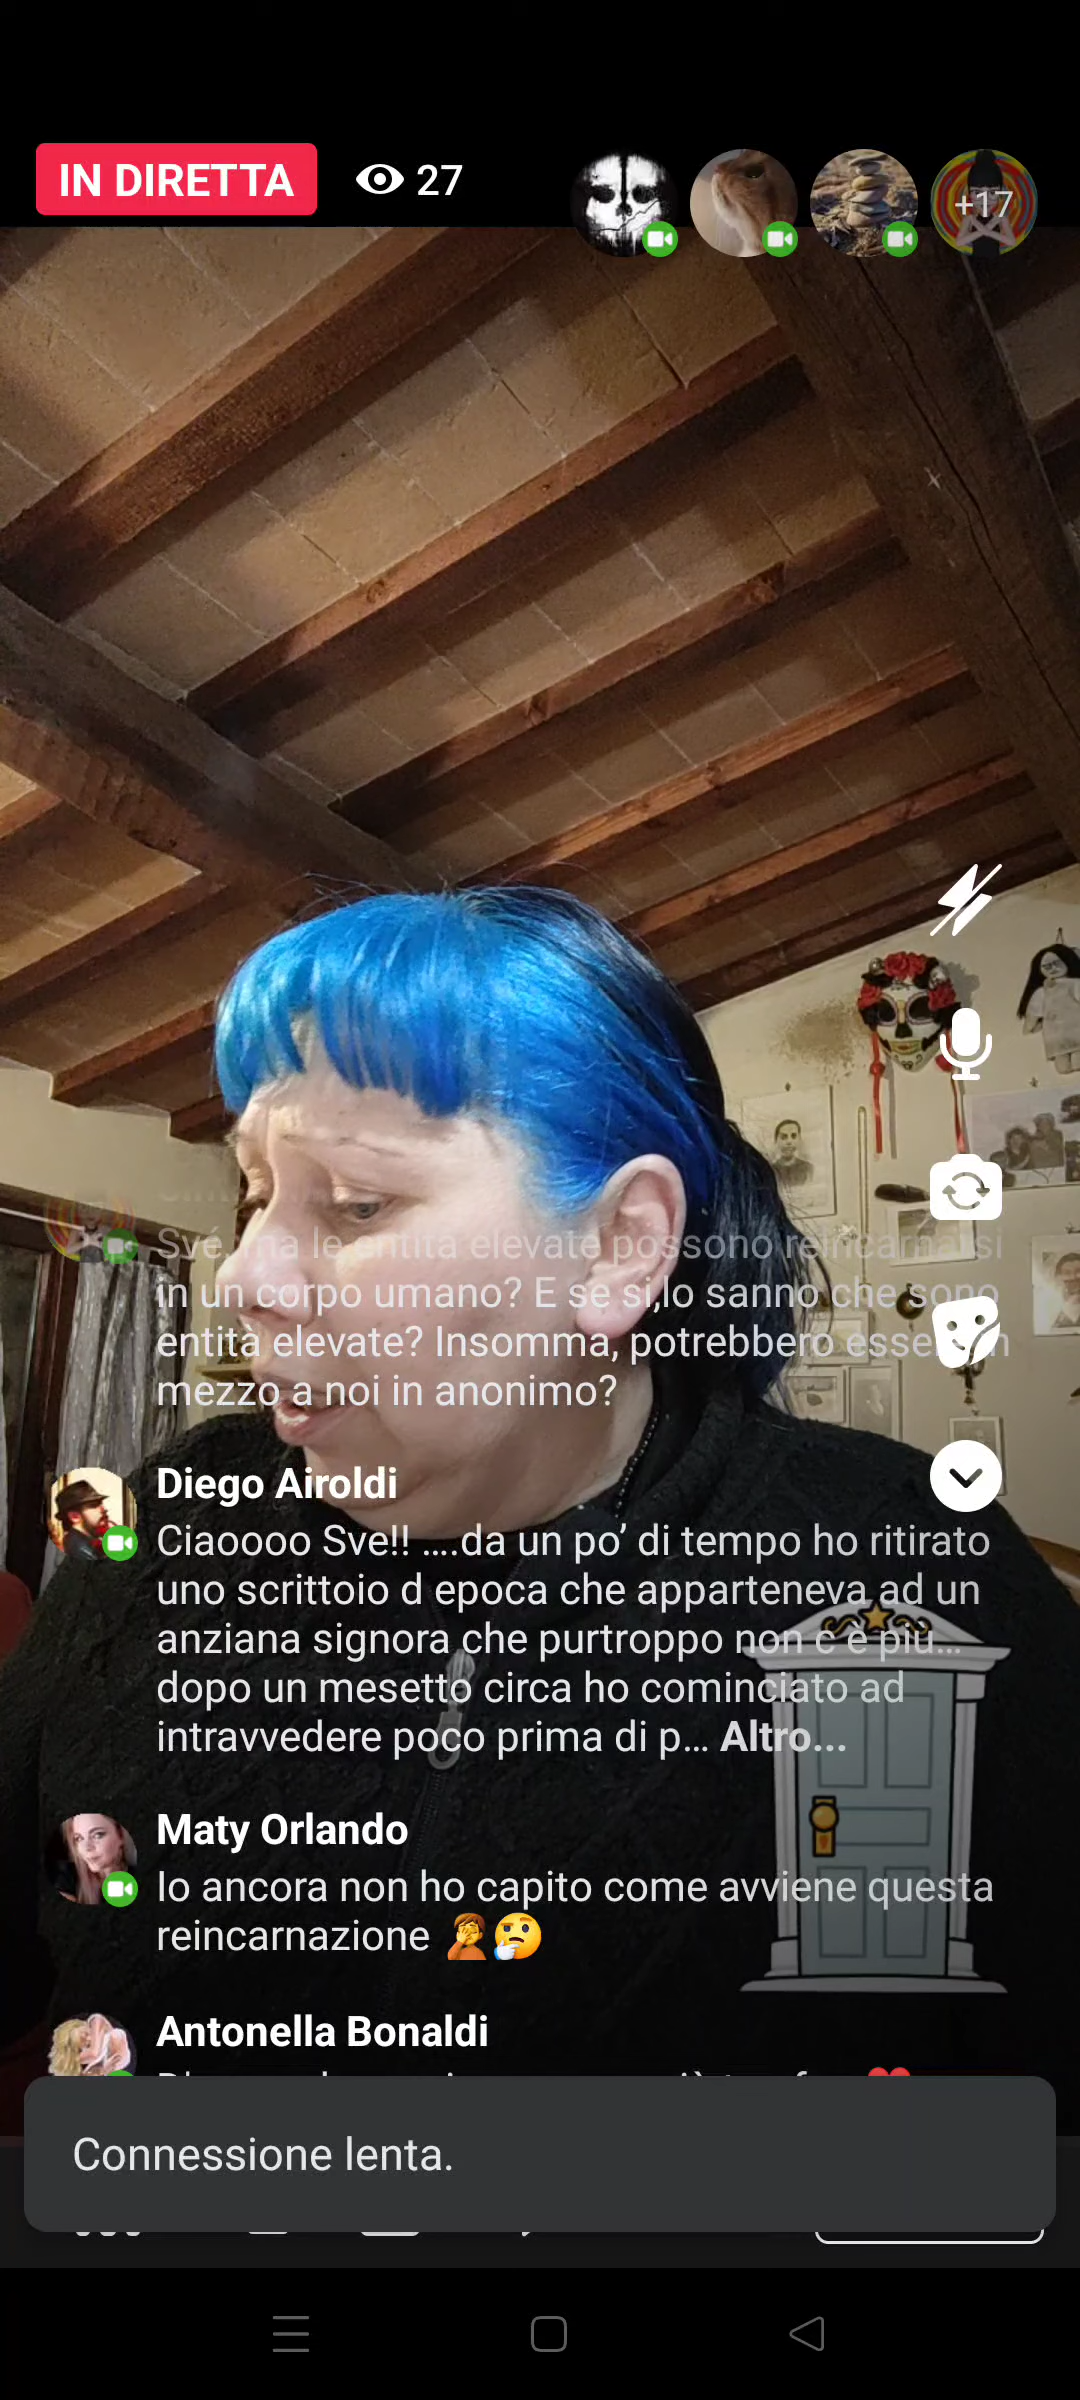 IN DIRETTA
27
+17
Sve, ma le entità elevate possono reincarnarsi
in un corpo umano? E se si,lo sanno che sono
entità elevate? Insomma, potrebbero essere in
mezzo a noi in anonimo?
Diego Airoldi
Ciaoooo Sve!! ....da un po’ di tempo ho ritirato
uno scrittoio d epoca che apparteneva ad un
anziana signora che purtroppo non c è più...
dopo un mesetto circa ho cominciato ad
intravvedere poco prima di p... Altro...
Maty Orlando
Io ancora non ho capito come avviene questa
reincarnazione 🤦🤔
Antonella Bonaldi
Connessione lenta.